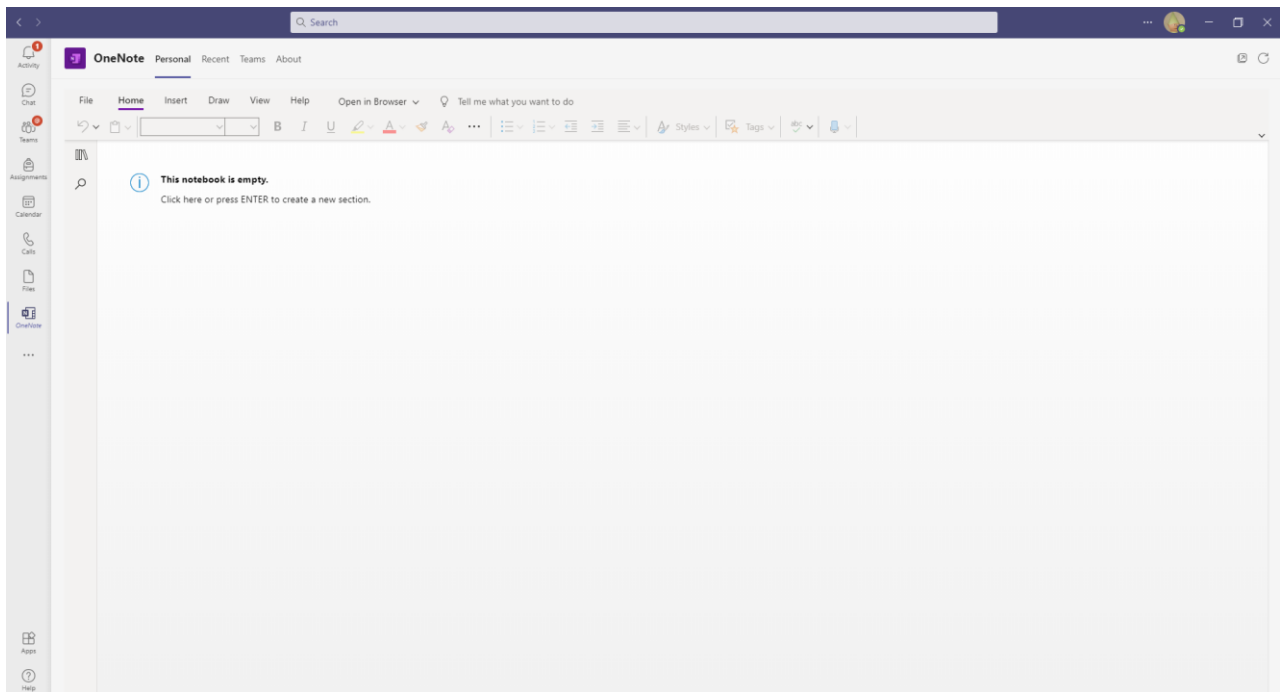 Search
Activity
Chat
Teams
Assignments
Calendar
Calls
Files
OneNote
Apps
Help
OneNote Personal Recent Teams About
File Home Insert Draw View Help Open in Browser Tell me what you want to do
B I U A A Styles Tags abc
This notebook is empty.
Click here or press ENTER to create a new section.